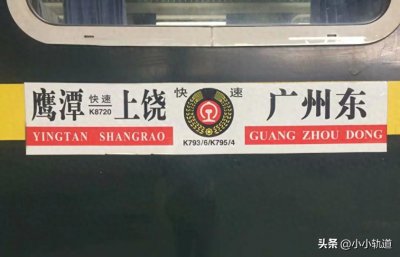 鹰潭 快速 K8720 上饶 快速 广州东
YINGTAN SHANGRAO
K793/6/K795/4
GUANG ZHOU DONG
头条 @小小轨道